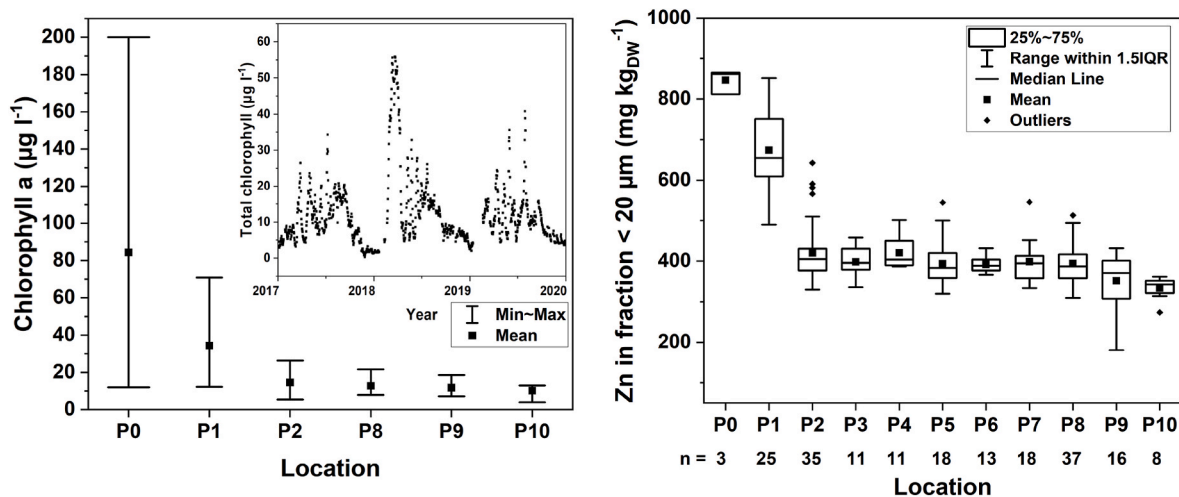 200
180
160
140
120
100
80
60
40
20
0
Chlorophyll a (µg l⁻¹)
P0 P1 P2 P8 P9 P10
Location
60
50
40
30
20
10
0
Total chlorophyll (µg l⁻¹)
2017 2018 2019 2020
Year
Min~Max
Mean
1000
800
600
400
200
Zn in fraction < 20 µm (mg kg_DW⁻¹)
25%~75%
Range within 1.5IQR
Median Line
Mean
Outliers
P0 P1 P2 P3 P4 P5 P6 P7 P8 P9 P10
n = 3 25 35 11 11 18 13 18 37 16 8
Location